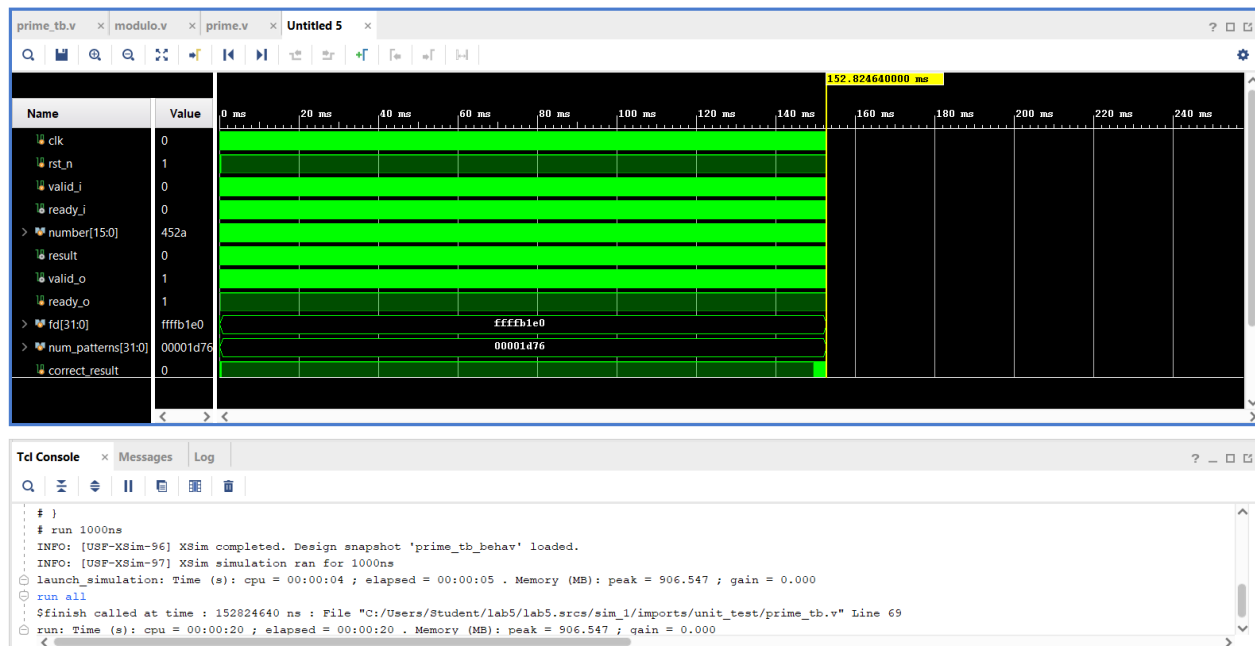 prime_tb.v × modulo.v × prime.v × Untitled 5 ×
152.824640000 ms
Name Value 0 ms 20 ms 40 ms 60 ms 80 ms 100 ms 120 ms 140 ms 160 ms 180 ms 200 ms 220 ms 240 ms
clk 0
rst_n 1
valid_i 0
ready_i 0
number[15:0] 452a
result 0
valid_o 1
ready_o 1
fd[31:0] ffffb1e0 ffffb1e0
num_patterns[31:0] 00001d76 00001d76
correct_result 0
Tcl Console × Messages Log
# }
# run 1000ns
INFO: [USF-XSim-96] XSim completed. Design snapshot 'prime_tb_behav' loaded.
INFO: [USF-XSim-97] XSim simulation ran for 1000ns
launch_simulation: Time (s): cpu = 00:00:04 ; elapsed = 00:00:05 . Memory (MB): peak = 906.547 ; gain = 0.000
run all
$finish called at time : 152824640 ns : File "C:/Users/Student/lab5/lab5.srcs/sim_1/imports/unit_test/prime_tb.v" Line 69
run: Time (s): cpu = 00:00:20 ; elapsed = 00:00:20 . Memory (MB): peak = 906.547 ; gain = 0.000